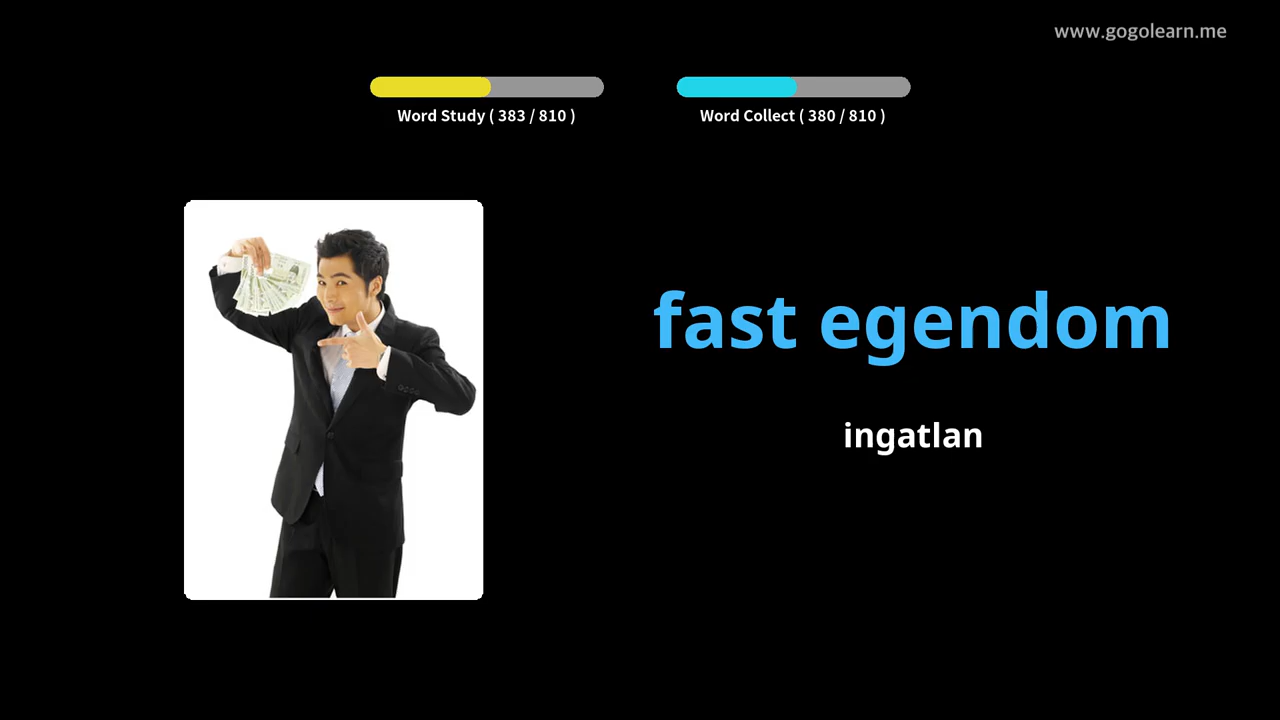 www.gogolearn.me
Word Study ( 383 / 810 )
Word Collect ( 380 / 810 )
fast egendom
ingatlan